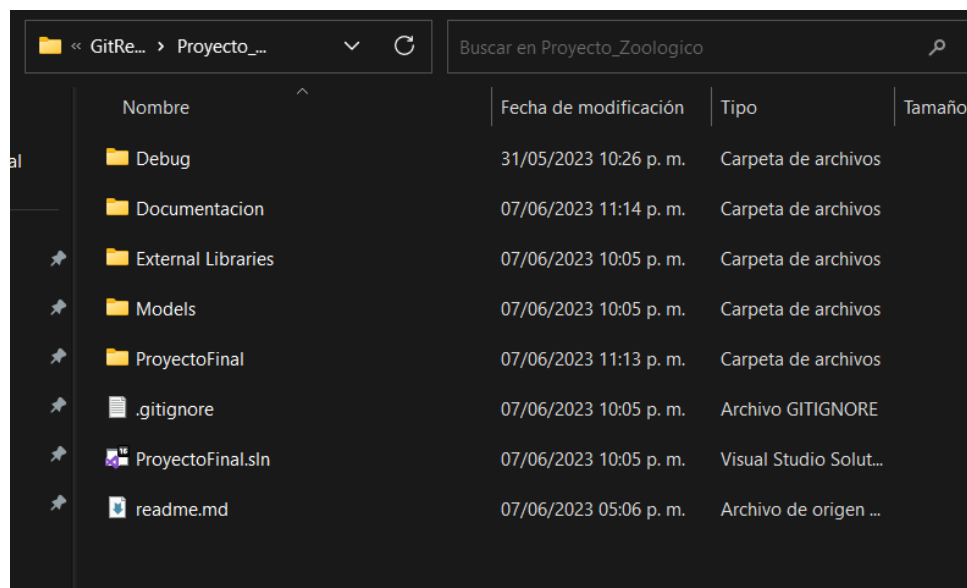 « GitRe... > Proyecto_... Buscar en Proyecto_Zoologico
Nombre Fecha de modificación Tipo Tamaño
al
Debug 31/05/2023 10:26 p. m. Carpeta de archivos
Documentacion 07/06/2023 11:14 p. m. Carpeta de archivos
External Libraries 07/06/2023 10:05 p. m. Carpeta de archivos
Models 07/06/2023 10:05 p. m. Carpeta de archivos
ProyectoFinal 07/06/2023 11:13 p. m. Carpeta de archivos
.gitignore 07/06/2023 10:05 p. m. Archivo GITIGNORE
ProyectoFinal.sln 07/06/2023 10:05 p. m. Visual Studio Solut...
readme.md 07/06/2023 05:06 p. m. Archivo de origen ...